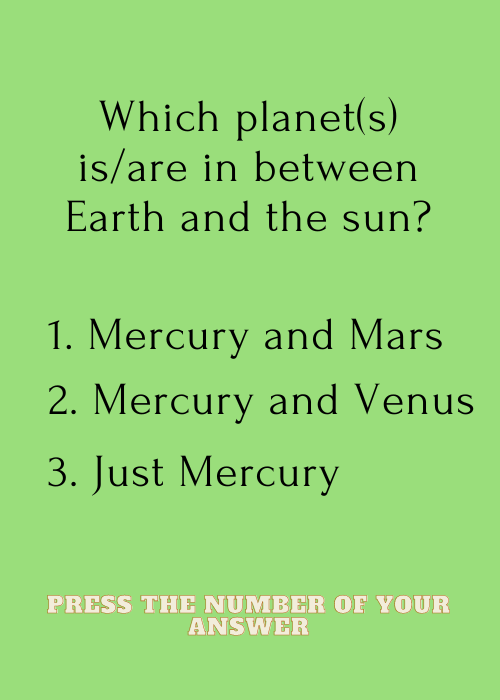 Which planet(s)
is/are in between
Earth and the sun?
1. Mercury and Mars
2. Mercury and Venus
3. Just Mercury
PRESS THE NUMBER OF YOUR
ANSWER